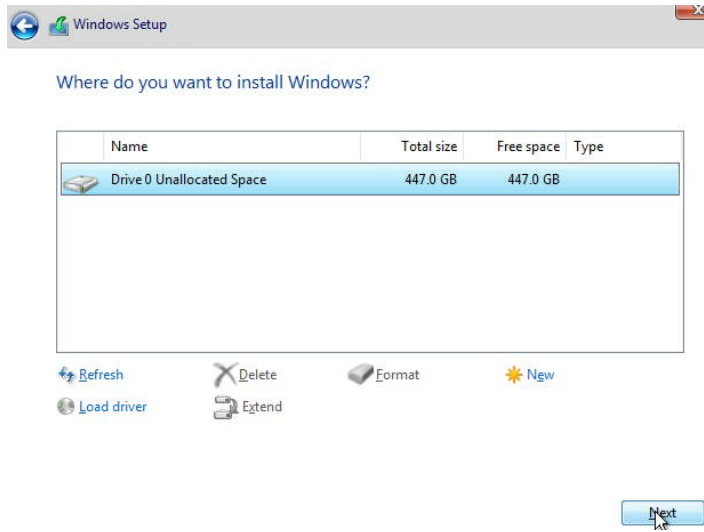 Windows Setup
Where do you want to install Windows?
Name Total size Free space Type
Drive 0 Unallocated Space 447.0 GB 447.0 GB
Refresh Delete Format New
Load driver Extend
Next